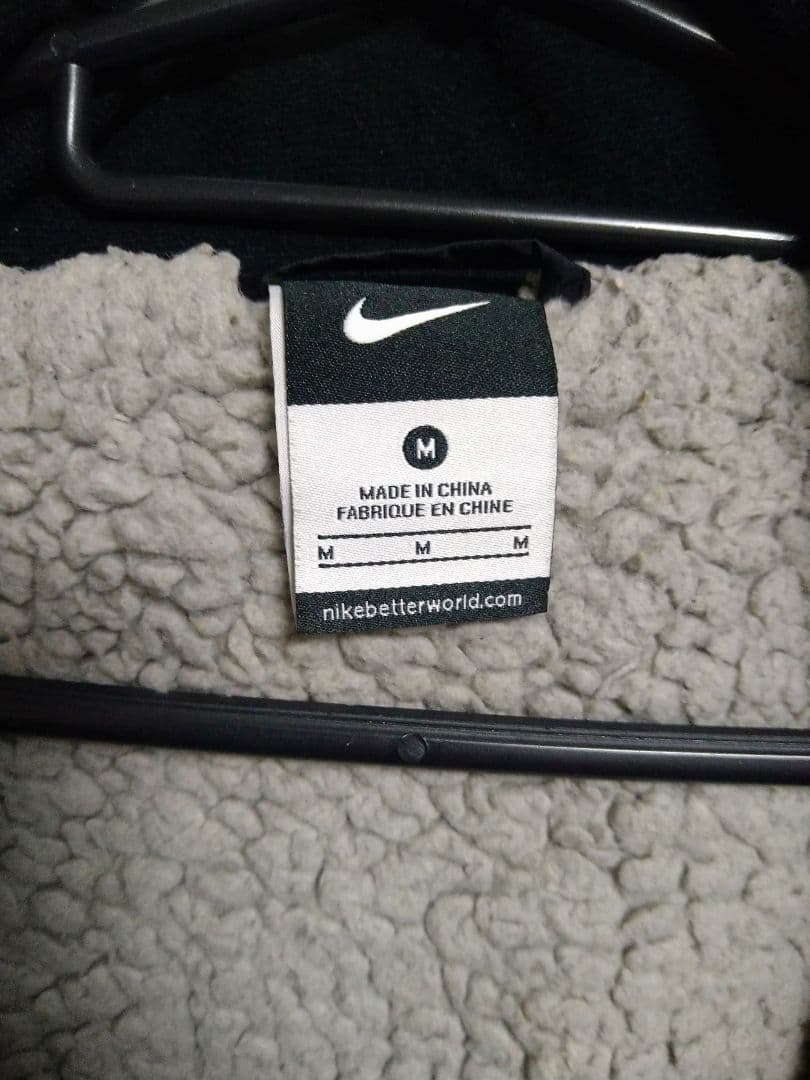 M
MADE IN CHINA
FABRIQUE EN CHINE
M M M
nikebetterworld.com